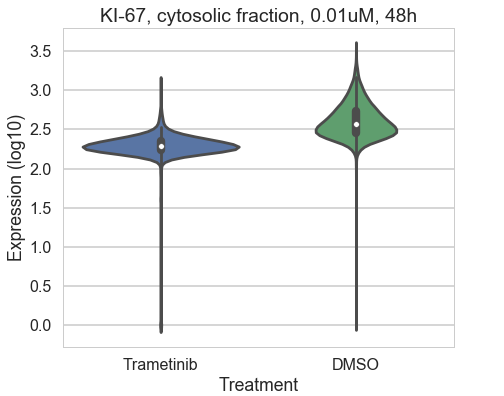 KI-67, cytosolic fraction, 0.01uM, 48h
Expression (log10)
3.5
3.0
2.5
2.0
1.5
1.0
0.5
0.0
Trametinib
DMSO
Treatment